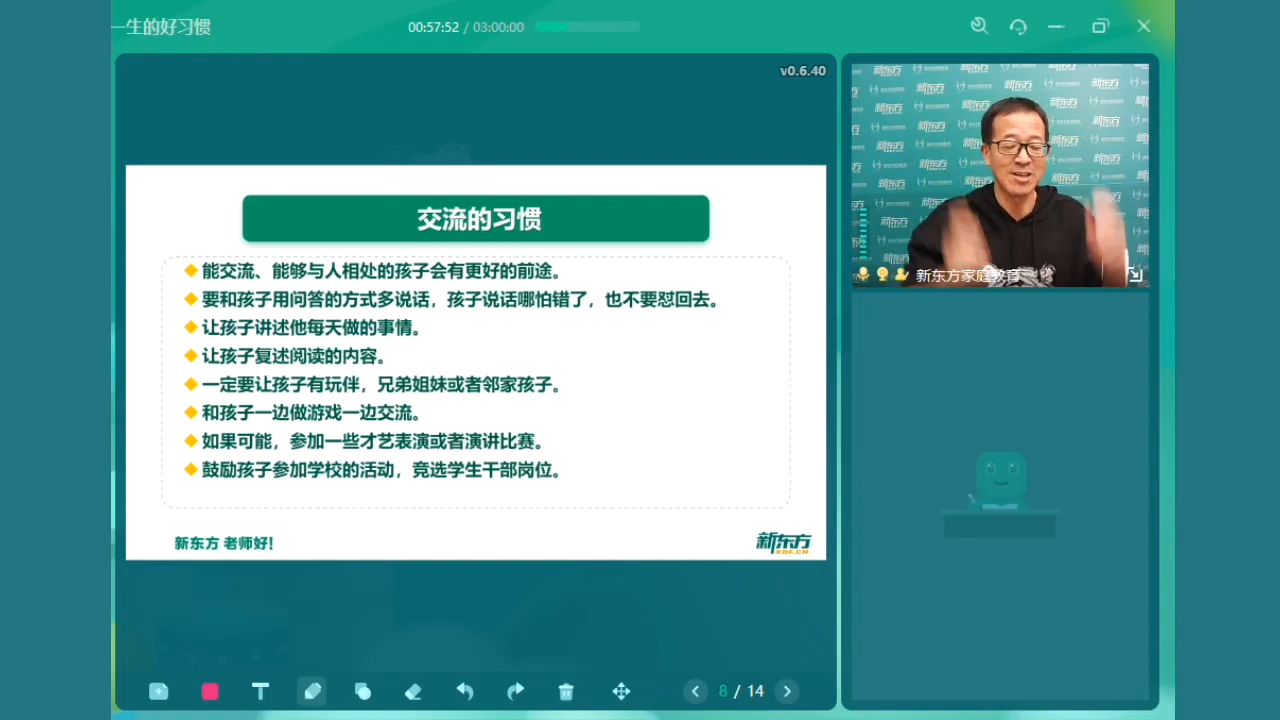 一生的好习惯
00:57:52 / 03:00:00
v0.6.40
交流的习惯
能交流、能够与人相处的孩子会有更好的前途。
要和孩子用问答的方式多说话，孩子说话哪怕错了，也不要怼回去。
让孩子讲述他每天做的事情。
让孩子复述阅读的内容。
一定要让孩子有玩伴，兄弟姐妹或者邻家孩子。
和孩子一边做游戏一边交流。
如果可能，参加一些才艺表演或者演讲比赛。
鼓励孩子参加学校的活动，竞选学生干部岗位。
新东方 老师好!
新东方
XDF.CN
新东方家庭教育
8 / 14